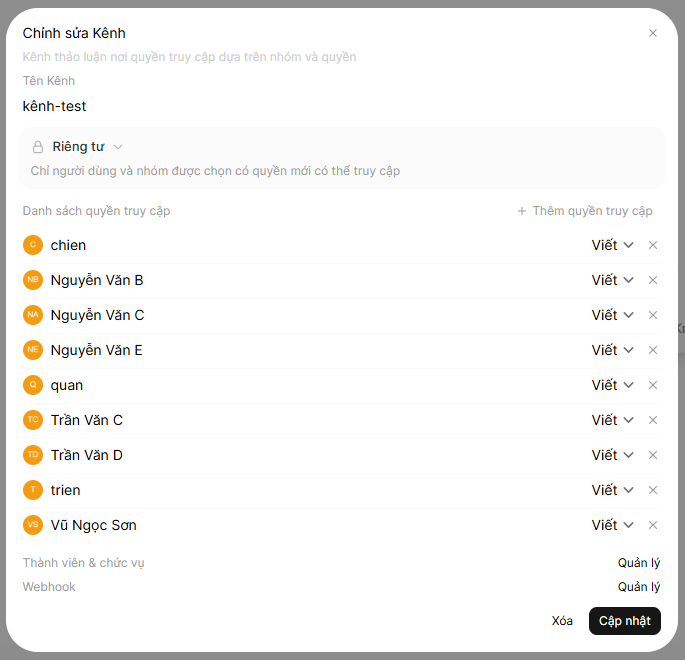 Chỉnh sửa Kênh
Kênh thảo luận nơi quyền truy cập dựa trên nhóm và quyền
Tên Kênh
kênh-test
Riêng tư
Chỉ người dùng và nhóm được chọn có quyền mới có thể truy cập
Danh sách quyền truy cập + Thêm quyền truy cập
C chien Viết
NB Nguyễn Văn B Viết
NA Nguyễn Văn C Viết
NE Nguyễn Văn E Viết
Q quan Viết
TC Trần Văn C Viết
TD Trần Văn D Viết
T trien Viết
VS Vũ Ngọc Sơn Viết
Thành viên & chức vụ Quản lý
Webhook Quản lý
Xóa Cập nhật